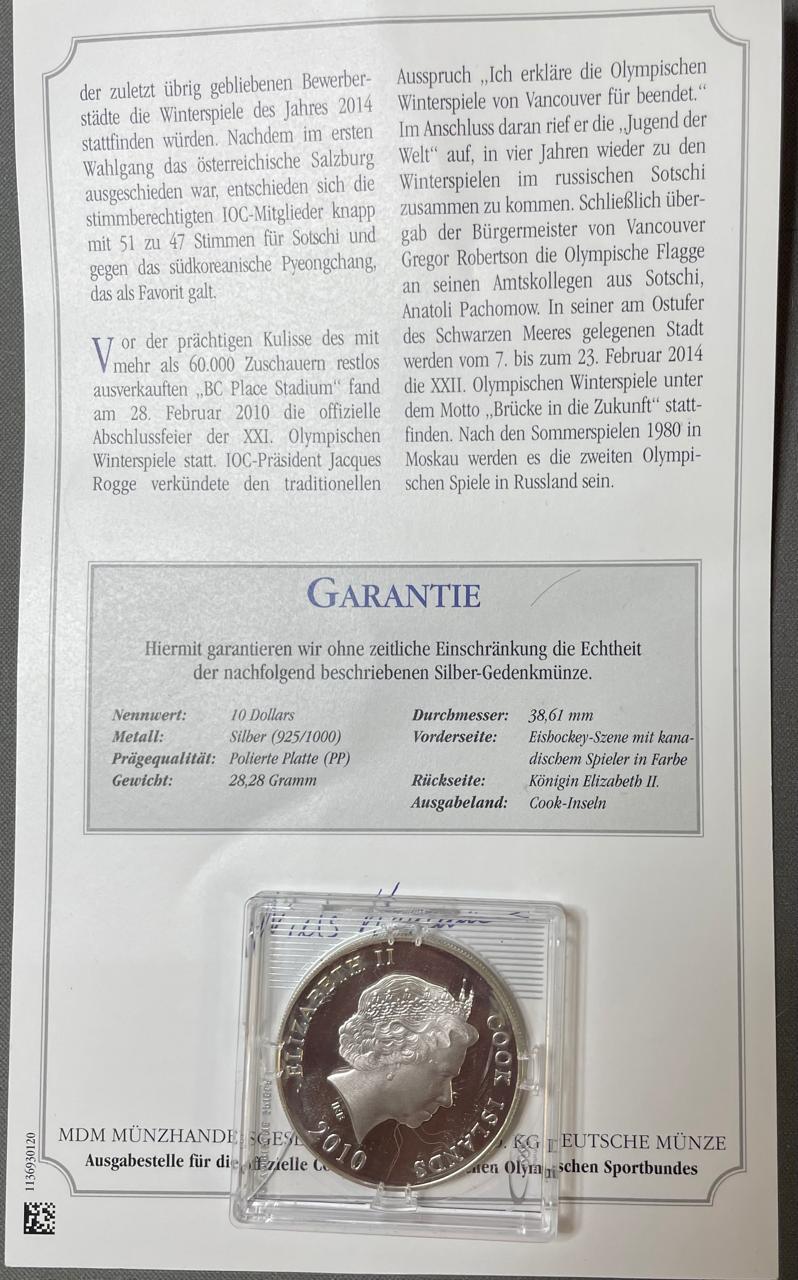 der zuletzt übrig gebliebenen Bewerber-
städte die Winterspiele des Jahres 2014
stattfinden würden. Nachdem im ersten
Wahlgang das österreichische Salzburg
ausgeschieden war, entschieden sich die
stimmberechtigten IOC-Mitglieder knapp
mit 51 zu 47 Stimmen für Sotschi und
gegen das südkoreanische Pyeongchang,
das als Favorit galt.
Vor der prächtigen Kulisse des mit
mehr als 60.000 Zuschauern restlos
ausverkauften „BC Place Stadium“ fand
am 28. Februar 2010 die offizielle
Abschlussfeier der XXI. Olympischen
Winterspiele statt. IOC-Präsident Jacques
Rogge verkündete den traditionellen
Ausspruch „Ich erkläre die Olympischen
Winterspiele von Vancouver für beendet.“
Im Anschluss daran rief er die „Jugend der
Welt“ auf, in vier Jahren wieder zu den
Winterspielen im russischen Sotschi
zusammen zu kommen. Schließlich über-
gab der Bürgermeister von Vancouver
Gregor Robertson die Olympische Flagge
an seinen Amtskollegen aus Sotschi,
Anatoli Pachomow. In seiner am Ostufer
des Schwarzen Meeres gelegenen Stadt
werden vom 7. bis zum 23. Februar 2014
die XXII. Olympischen Winterspiele unter
dem Motto „Brücke in die Zukunft“ statt-
finden. Nach den Sommerspielen 1980 in
Moskau werden es die zweiten Olympi-
schen Spiele in Russland sein.
GARANTIE
Hiermit garantieren wir ohne zeitliche Einschränkung die Echtheit
der nachfolgend beschriebenen Silber-Gedenkmünze.
Nennwert: 10 Dollars
Metall: Silber (925/1000)
Prägequalität: Polierte Platte (PP)
Gewicht: 28,28 Gramm
Durchmesser: 38,61 mm
Vorderseite: Eishockey-Szene mit kana-
dischem Spieler in Farbe
Rückseite: Königin Elizabeth II.
Ausgabeland: Cook-Inseln
ELIZABETH II
COOK ISLANDS
2010
IRB
MDM KG DEUTSCHE MÜNZE
Ausgabestelle für die Olympischen Sportbundes
1136930120